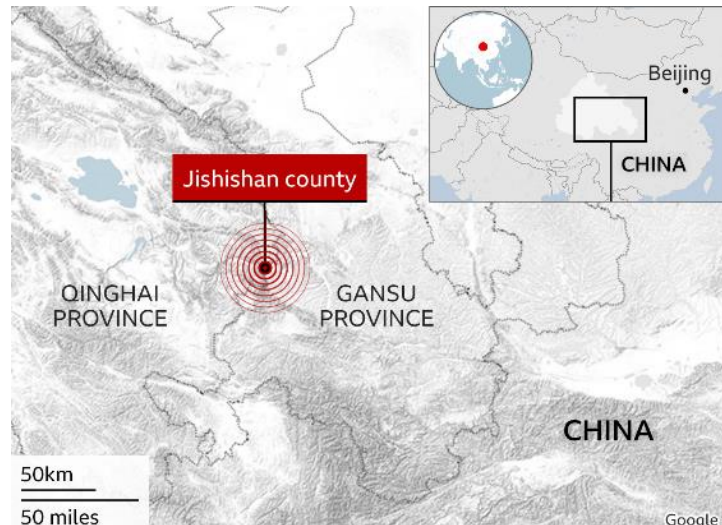 Beijing
CHINA
Jishishan county
QINGHAI
PROVINCE
GANSU
PROVINCE
CHINA
50km
50 miles
Google